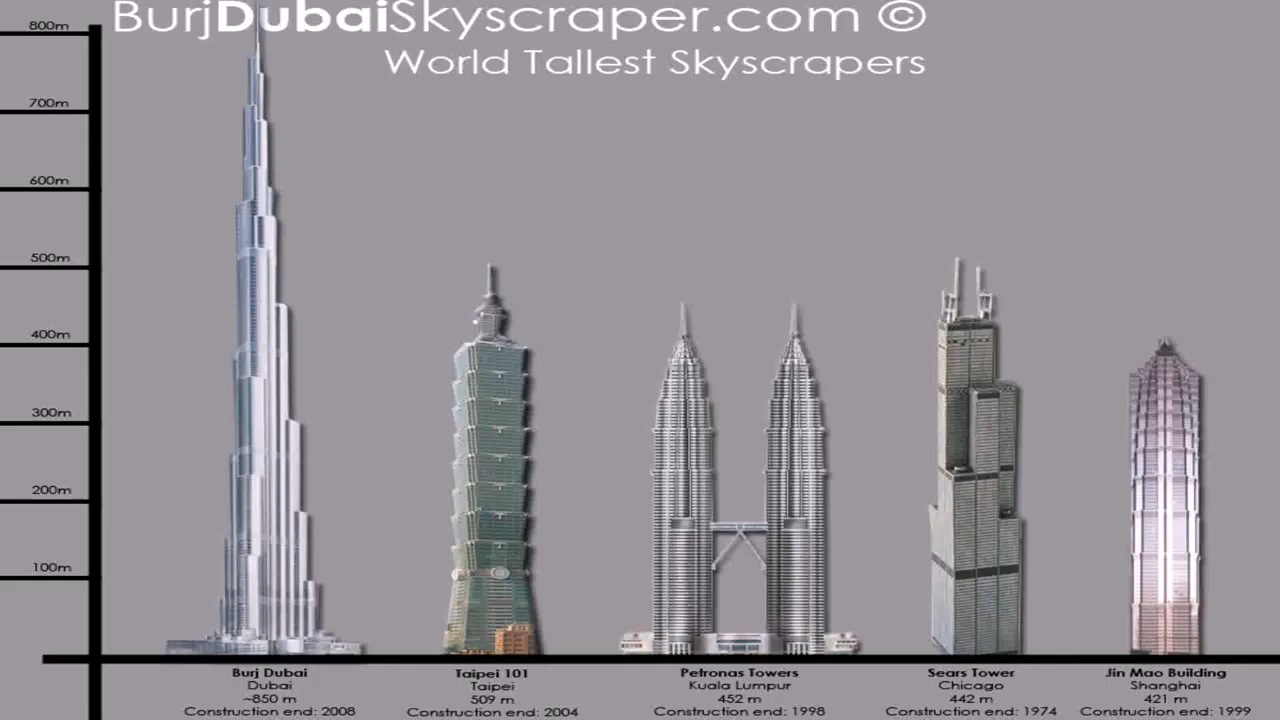 BurjDubaiSkyscraper.com ©
World Tallest Skyscrapers
800m
700m
600m
500m
400m
300m
200m
100m
Burj Dubai
Dubai
~850 m
Construction end: 2008
Taipei 101
Taipei
509 m
Construction end: 2004
Petronas Towers
Kuala Lumpur
452 m
Construction end: 1998
Sears Tower
Chicago
442 m
Construction end: 1974
Jin Mao Building
Shanghai
421 m
Construction end: 1999